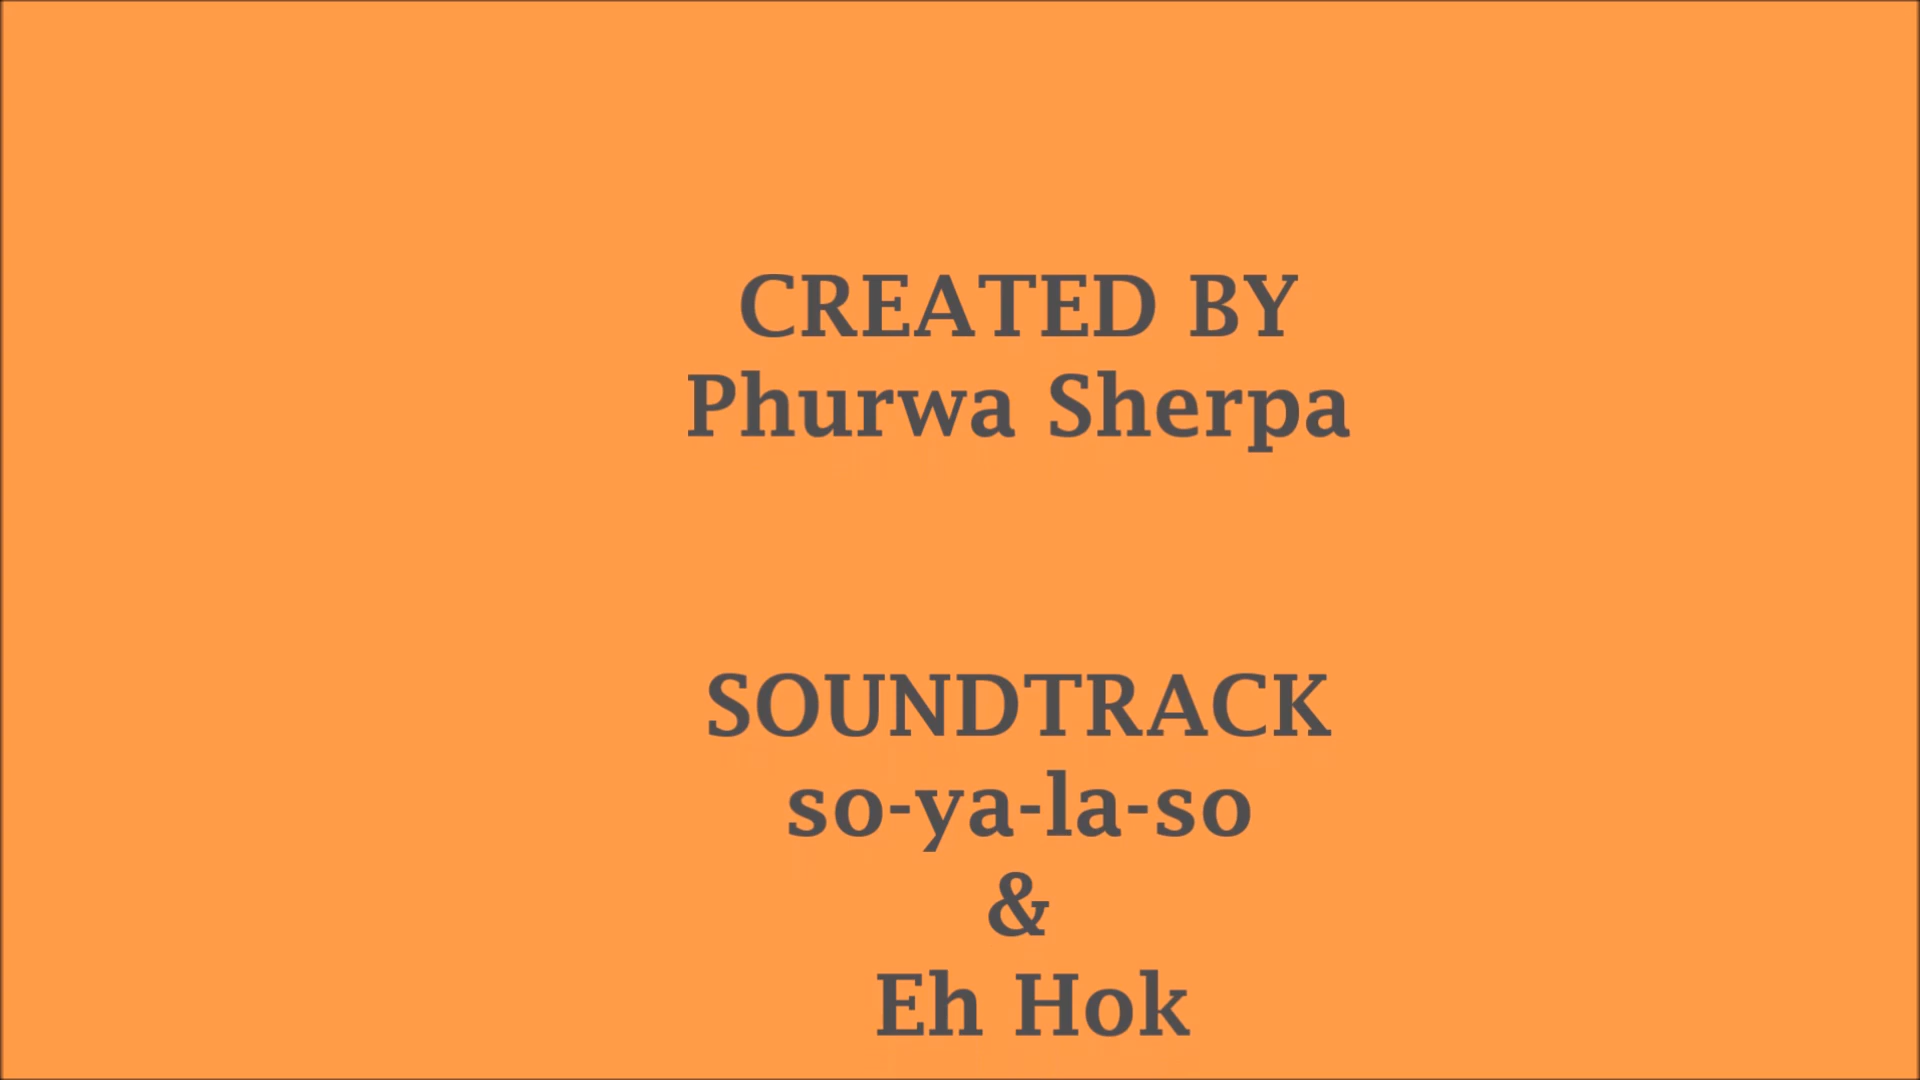 CREATED BY
Phurwa Sherpa
SOUNDTRACK
so-ya-la-so
&
Eh Hok